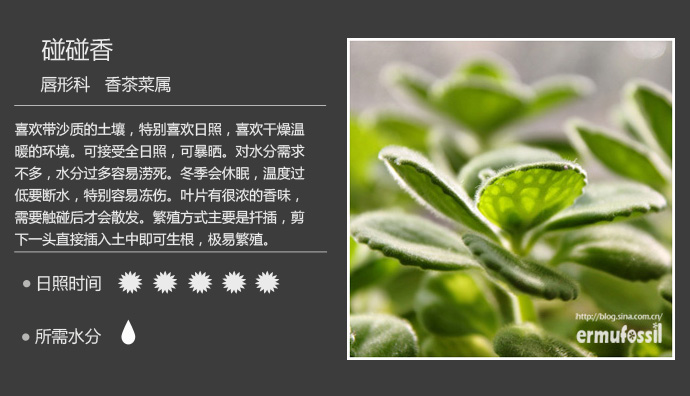 碰碰香
唇形科 香茶菜属
喜欢带沙质的土壤，特别喜欢日照，喜欢干燥温
暖的环境。可接受全日照，可暴晒。对水分需求
不多，水分过多容易涝死。冬季会休眠，温度过
低要断水，特别容易冻伤。叶片有很浓的香味，
需要触碰后才会散发。繁殖方式主要是扦插，剪
下一头直接插入土中即可生根，极易繁殖。
日照时间
所需水分
http://blog.sina.com.cn/
ermufossil